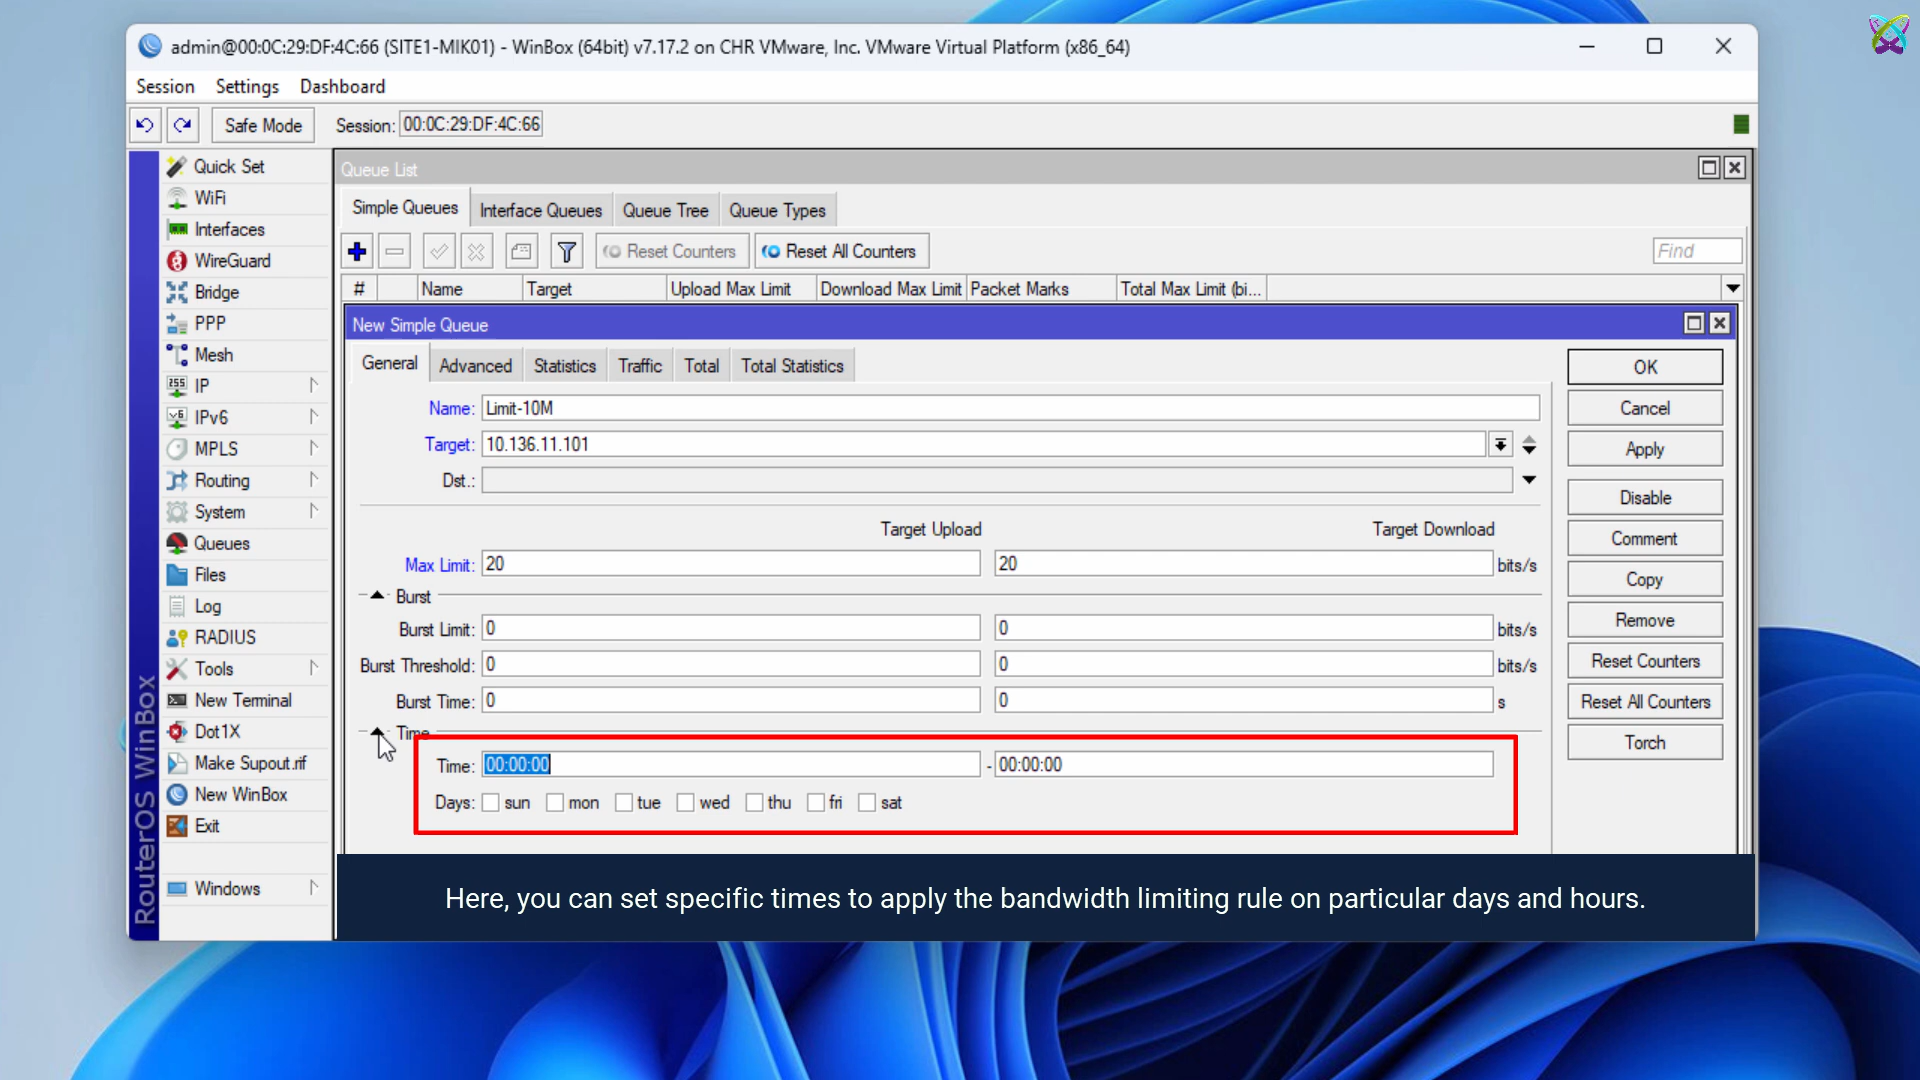 admin@00:0C:29:DF:4C:66 (SITE1-MIK01) - WinBox (64bit) v7.17.2 on CHR VMware, Inc. VMware Virtual Platform (x86_64)
Session Settings Dashboard
Safe Mode Session: 00:0C:29:DF:4C:66
RouterOS WinBox
Quick Set
WiFi
Interfaces
WireGuard
Bridge
PPP
Mesh
IP
IPv6
MPLS
Routing
System
Queues
Files
Log
RADIUS
Tools
New Terminal
Dot1X
Make Supout.rif
New WinBox
Exit
Windows
Queue List
Simple Queues Interface Queues Queue Tree Queue Types
Reset Counters Reset All Counters Find
# Name Target Upload Max Limit Download Max Limit Packet Marks Total Max Limit (bi...
New Simple Queue
General Advanced Statistics Traffic Total Total Statistics
Name: Limit-10M
Target: 10.136.11.101
Dst.:
Target Upload Target Download
Max Limit: 20 20 bits/s
Burst
Burst Limit: 0 0 bits/s
Burst Threshold: 0 0 bits/s
Burst Time: 0 0 s
Time
Time: 00:00:00 - 00:00:00
Days: sun mon tue wed thu fri sat
OK
Cancel
Apply
Disable
Comment
Copy
Remove
Reset Counters
Reset All Counters
Torch
Here, you can set specific times to apply the bandwidth limiting rule on particular days and hours.